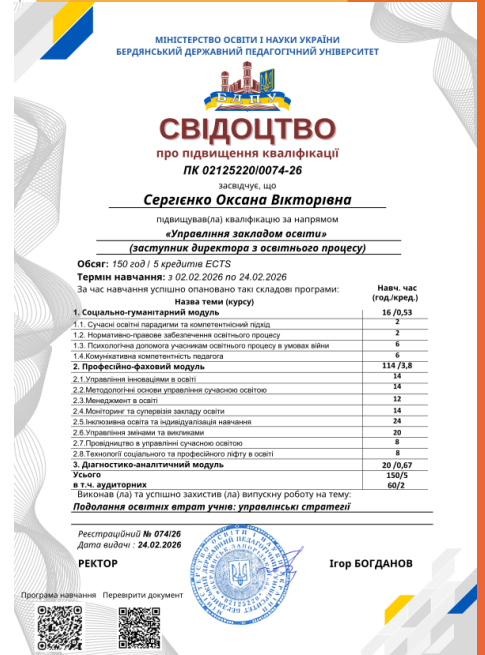 МІНІСТЕРСТВО ОСВІТИ І НАУКИ УКРАЇНИ
БЕРДЯНСЬКИЙ ДЕРЖАВНИЙ ПЕДАГОГІЧНИЙ УНІВЕРСИТЕТ
БДПУ
СВІДОЦТВО
про підвищення кваліфікації
ПК 02125220/0074-26
засвідчує, що
Сергієнко Оксана Вікторівна
підвищував(ла) кваліфікацію за напрямом
«Управління закладом освіти»
(заступник директора з освітнього процесу)
Обсяг: 150 год / 5 кредитів ECTS
Термін навчання: з 02.02.2026 по 24.02.2026
За час навчання успішно опановано такі складові програми:
Назва теми (курсу) Навч. час (год./кред.)
1. Соціально-гуманітарний модуль 16 /0,53
1.1. Сучасні освітні парадигми та компетентнісний підхід 2
1.2. Нормативно-правове забезпечення освітнього процесу 2
1.3. Психологічна допомога учасникам освітнього процесу в умовах війни 6
1.4.Комунікативна компетентність педагога 6
2. Професійно-фаховий модуль 114 /3,8
2.1.Управління інноваціями в освіті 14
2.2.Методологічні основи управління сучасною освітою 14
2.3.Менеджмент в освіті 12
2.4.Моніторинг та супервізія закладу освіти 14
2.5.Інклюзивна освіта та індивідуалізація навчання 24
2.6.Управління змінами та викликами 20
2.7.Провідництво в управлінні сучасною освітою 8
2.8.Технології соціального та професійного ліфту в освіті 8
3. Діагностико-аналітичний модуль 20 /0,67
Усього 150/5
в т.ч. аудиторних 60/2
Виконав (ла) та успішно захистив (ла) випускну роботу на тему:
Подолання освітніх втрат учнів: управлінські стратегії
Реєстраційний № 074/26
Дата видачі : 24.02.2026
РЕКТОР Ігор БОГДАНОВ
Програма навчання Перевірити документ